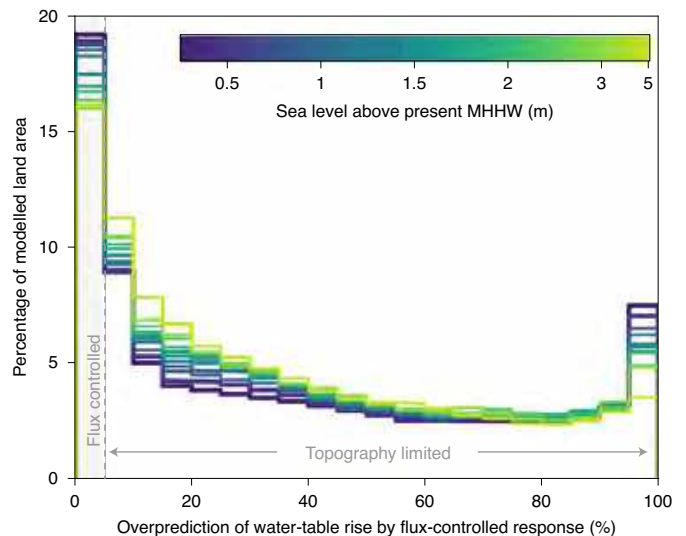 20
15
10
5
0
Percentage of modelled land area
0.5 1 1.5 2 3 5
Sea level above present MHHW (m)
Flux controlled
Topography limited
0 20 40 60 80 100
Overprediction of water-table rise by flux-controlled response (%)